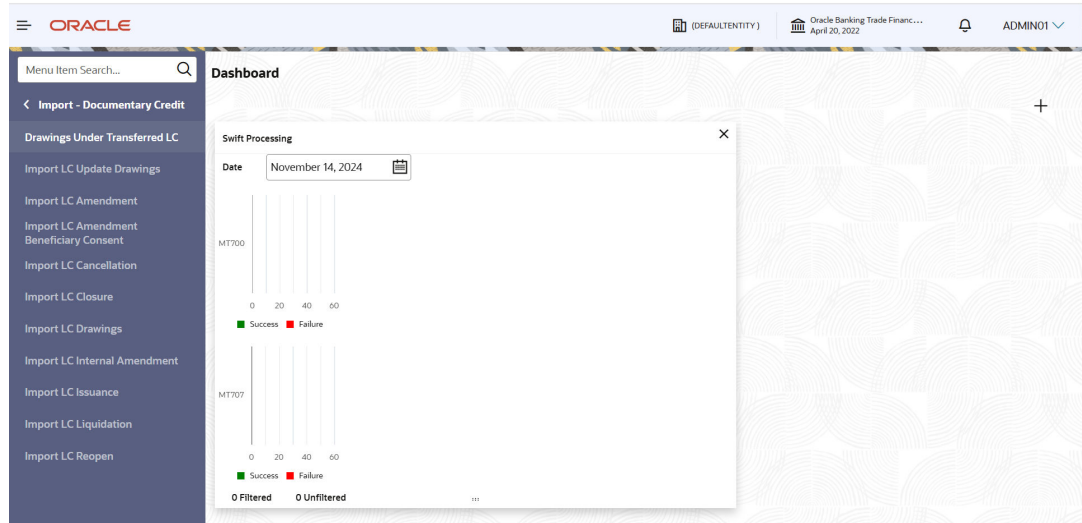 ORACLE
(DEFAULTENTITY)
Oracle Banking Trade Financ...
April 20, 2022
ADMIN01
Menu Item Search...
Import - Documentary Credit
Drawings Under Transferred LC
Import LC Update Drawings
Import LC Amendment
Import LC Amendment
Beneficiary Consent
Import LC Cancellation
Import LC Closure
Import LC Drawings
Import LC Internal Amendment
Import LC Issuance
Import LC Liquidation
Import LC Reopen
Dashboard
Swift Processing
Date November 14, 2024
MT700
0 20 40 60
Success Failure
MT707
0 20 40 60
Success Failure
0 Filtered 0 Unfiltered